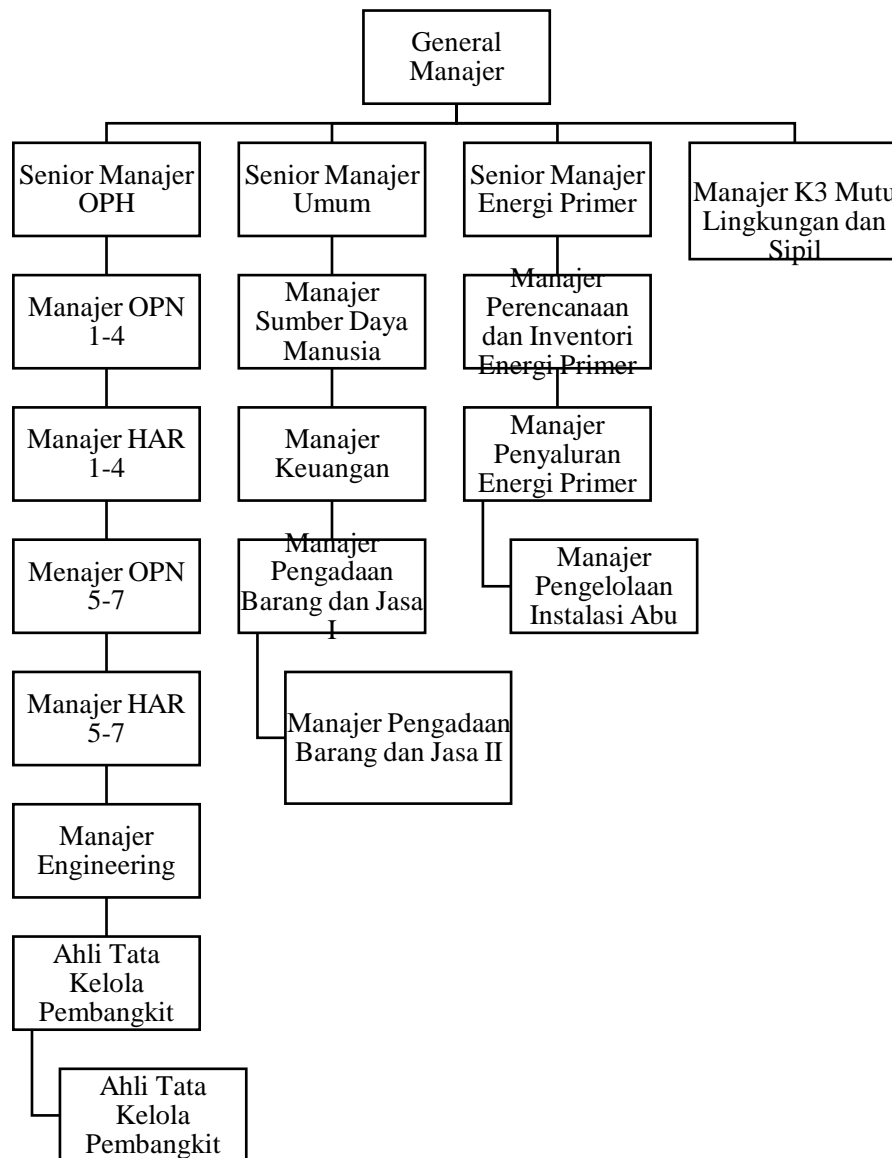 General
Manajer
Senior Manajer
OPH
Senior Manajer
Umum
Senior Manajer
Energi Primer
Manajer K3 Mutu
Lingkungan dan
Sipil
Manajer OPN
1-4
Manajer
Sumber Daya
Manusia
Manajer
Perencanaan
dan Inventori
Energi Primer
Manajer HAR
1-4
Manajer
Keuangan
Manajer
Penyaluran
Energi Primer
Menajer OPN
5-7
Manajer
Pengadaan
Barang dan Jasa
I
Manajer
Pengelolaan
Instalasi Abu
Manajer HAR
5-7
Manajer Pengadaan
Barang dan Jasa II
Manajer
Engineering
Ahli Tata
Kelola
Pembangkit
Ahli Tata
Kelola
Pembangkit